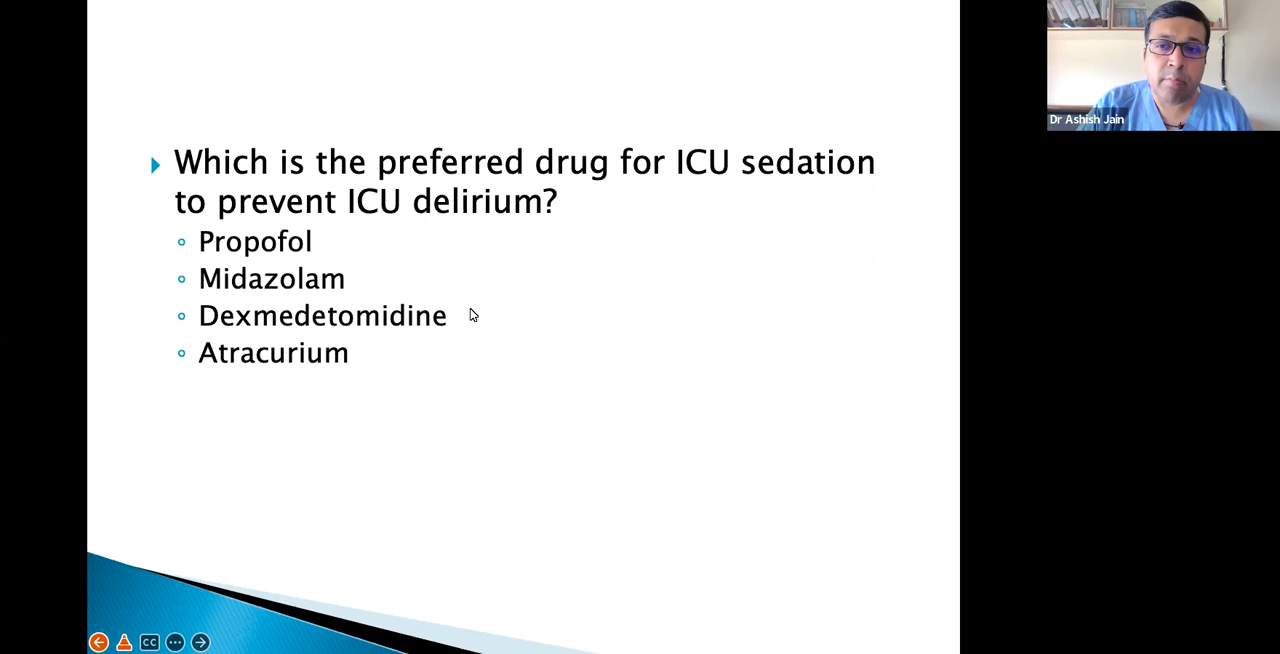 Which is the preferred drug for ICU sedation
to prevent ICU delirium?
Propofol
Midazolam
Dexmedetomidine
Atracurium
Dr Ashish Jain
CC